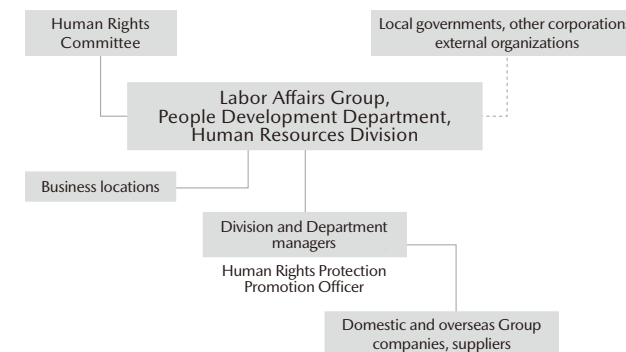 Human Rights
Committee
Local governments, other corporations
external organizations
Labor Affairs Group,
People Development Department,
Human Resources Division
Business locations
Division and Department
managers
Human Rights Protection
Promotion Officer
Domestic and overseas Group
companies, suppliers